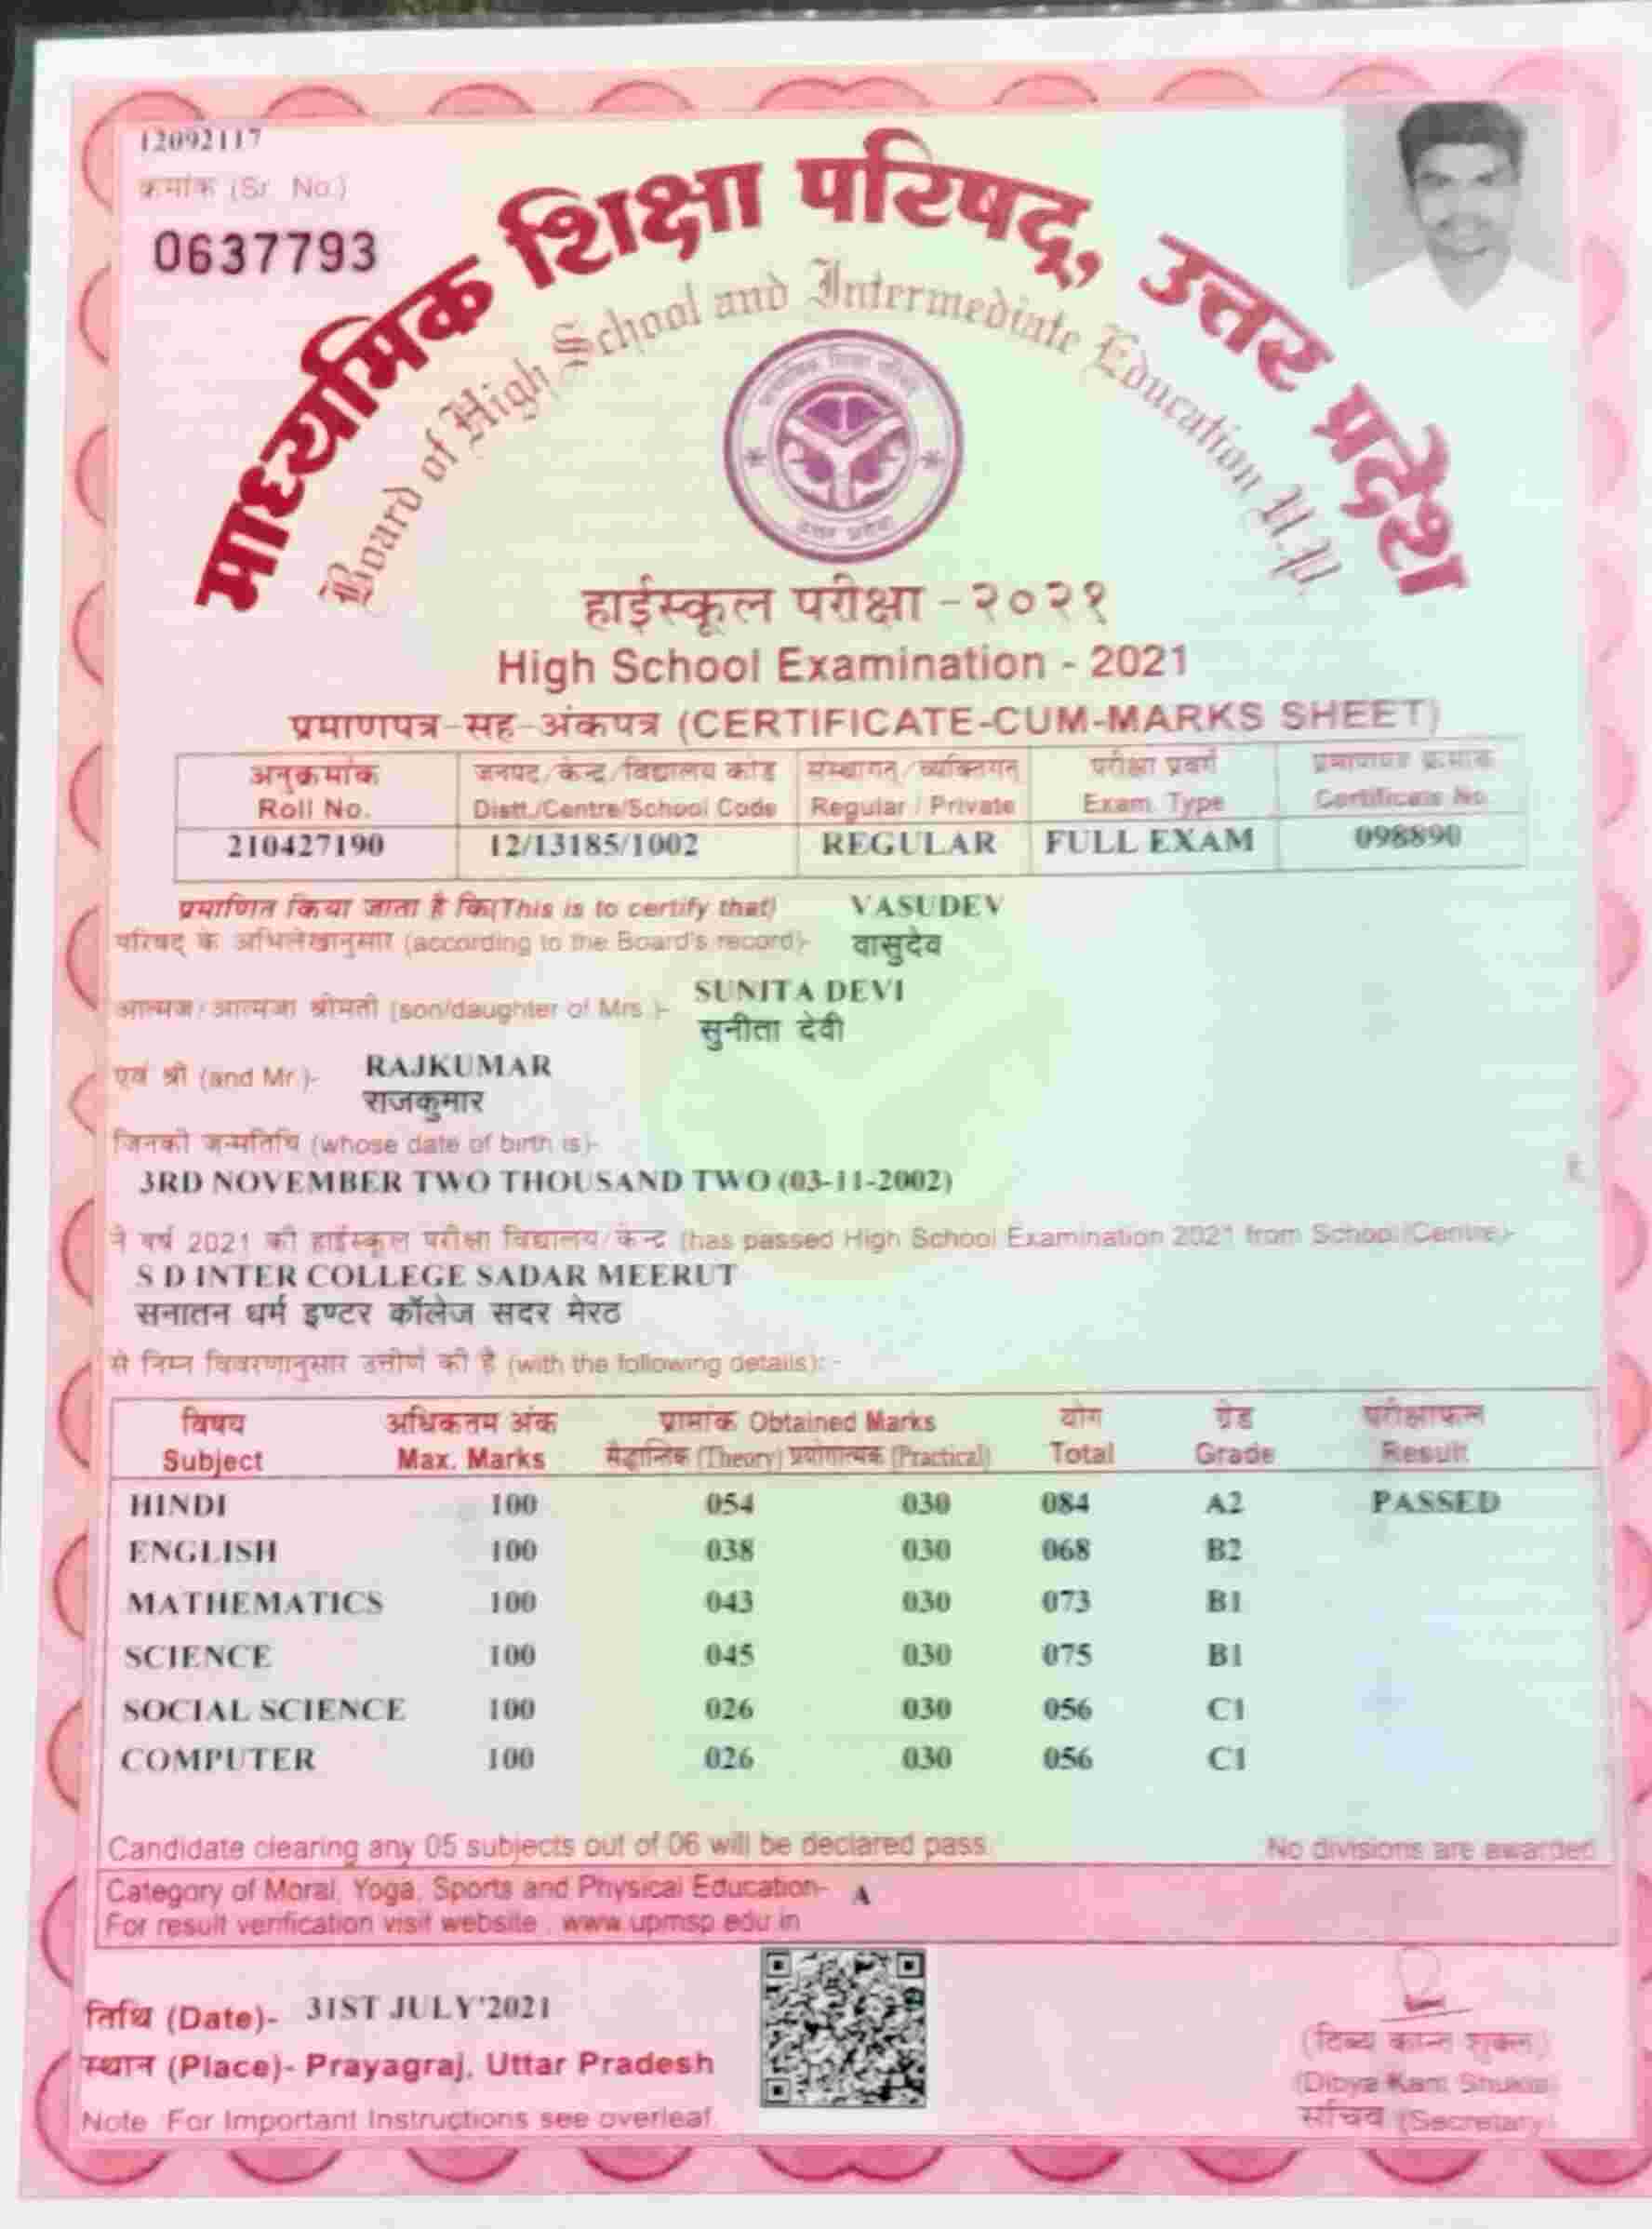 12092117
क्रमांक (Sr. No.)
0637793
माध्यमिक शिक्षा परिषद्, उत्तर प्रदेश
Board of High School and Intermediate Education U.P.
उत्तर प्रदेश
हाईस्कूल परीक्षा - २०२१
High School Examination - 2021
प्रमाणपत्र-सह-अंकपत्र (CERTIFICATE-CUM-MARKS SHEET)
अनुक्रमांक जनपद/केन्द्र/विद्यालय कोड संस्थागत/व्यक्तिगत परीक्षा प्रवर्ग प्रमाणपत्र क्रमांक
Roll No. Distt./Centre/School Code Regular / Private Exam. Type Certificate No.
210427190 12/13185/1002 REGULAR FULL EXAM 098890
प्रमाणित किया जाता है कि(This is to certify that) VASUDEV
परिषद् के अभिलेखानुसार (according to the Board's record)- वासुदेव
आत्मज/आत्मजा श्रीमती (son/daughter of Mrs.)- SUNITA DEVI
सुनीता देवी
एवं श्री (and Mr.)- RAJKUMAR
राजकुमार
जिनकी जन्मतिथि (whose date of birth is)-
3RD NOVEMBER TWO THOUSAND TWO (03-11-2002)
ने वर्ष 2021 की हाईस्कूल परीक्षा विद्यालय/केन्द्र (has passed High School Examination 2021 from School/Centre)-
S D INTER COLLEGE SADAR MEERUT
सनातन धर्म इण्टर कॉलेज सदर मेरठ
से निम्न विवरणानुसार उत्तीर्ण की है (with the following details):-
विषय अधिकतम अंक प्राप्तांक Obtained Marks योग ग्रेड परीक्षाफल
Subject Max. Marks सैद्धान्तिक (Theory) प्रयोगात्मक (Practical) Total Grade Result
HINDI 100 054 030 084 A2 PASSED
ENGLISH 100 038 030 068 B2
MATHEMATICS 100 043 030 073 B1
SCIENCE 100 045 030 075 B1
SOCIAL SCIENCE 100 026 030 056 C1
COMPUTER 100 026 030 056 C1
Candidate clearing any 05 subjects out of 06 will be declared pass. No divisions are awarded
Category of Moral, Yoga, Sports and Physical Education- A
For result verification visit website : www.upmsp.edu.in
तिथि (Date)- 31ST JULY'2021
स्थान (Place)- Prayagraj, Uttar Pradesh
Note For Important Instructions see overleaf.
(दिव्य कान्त शुक्ल)
(Dibya Kant Shukla)
सचिव (Secretary)